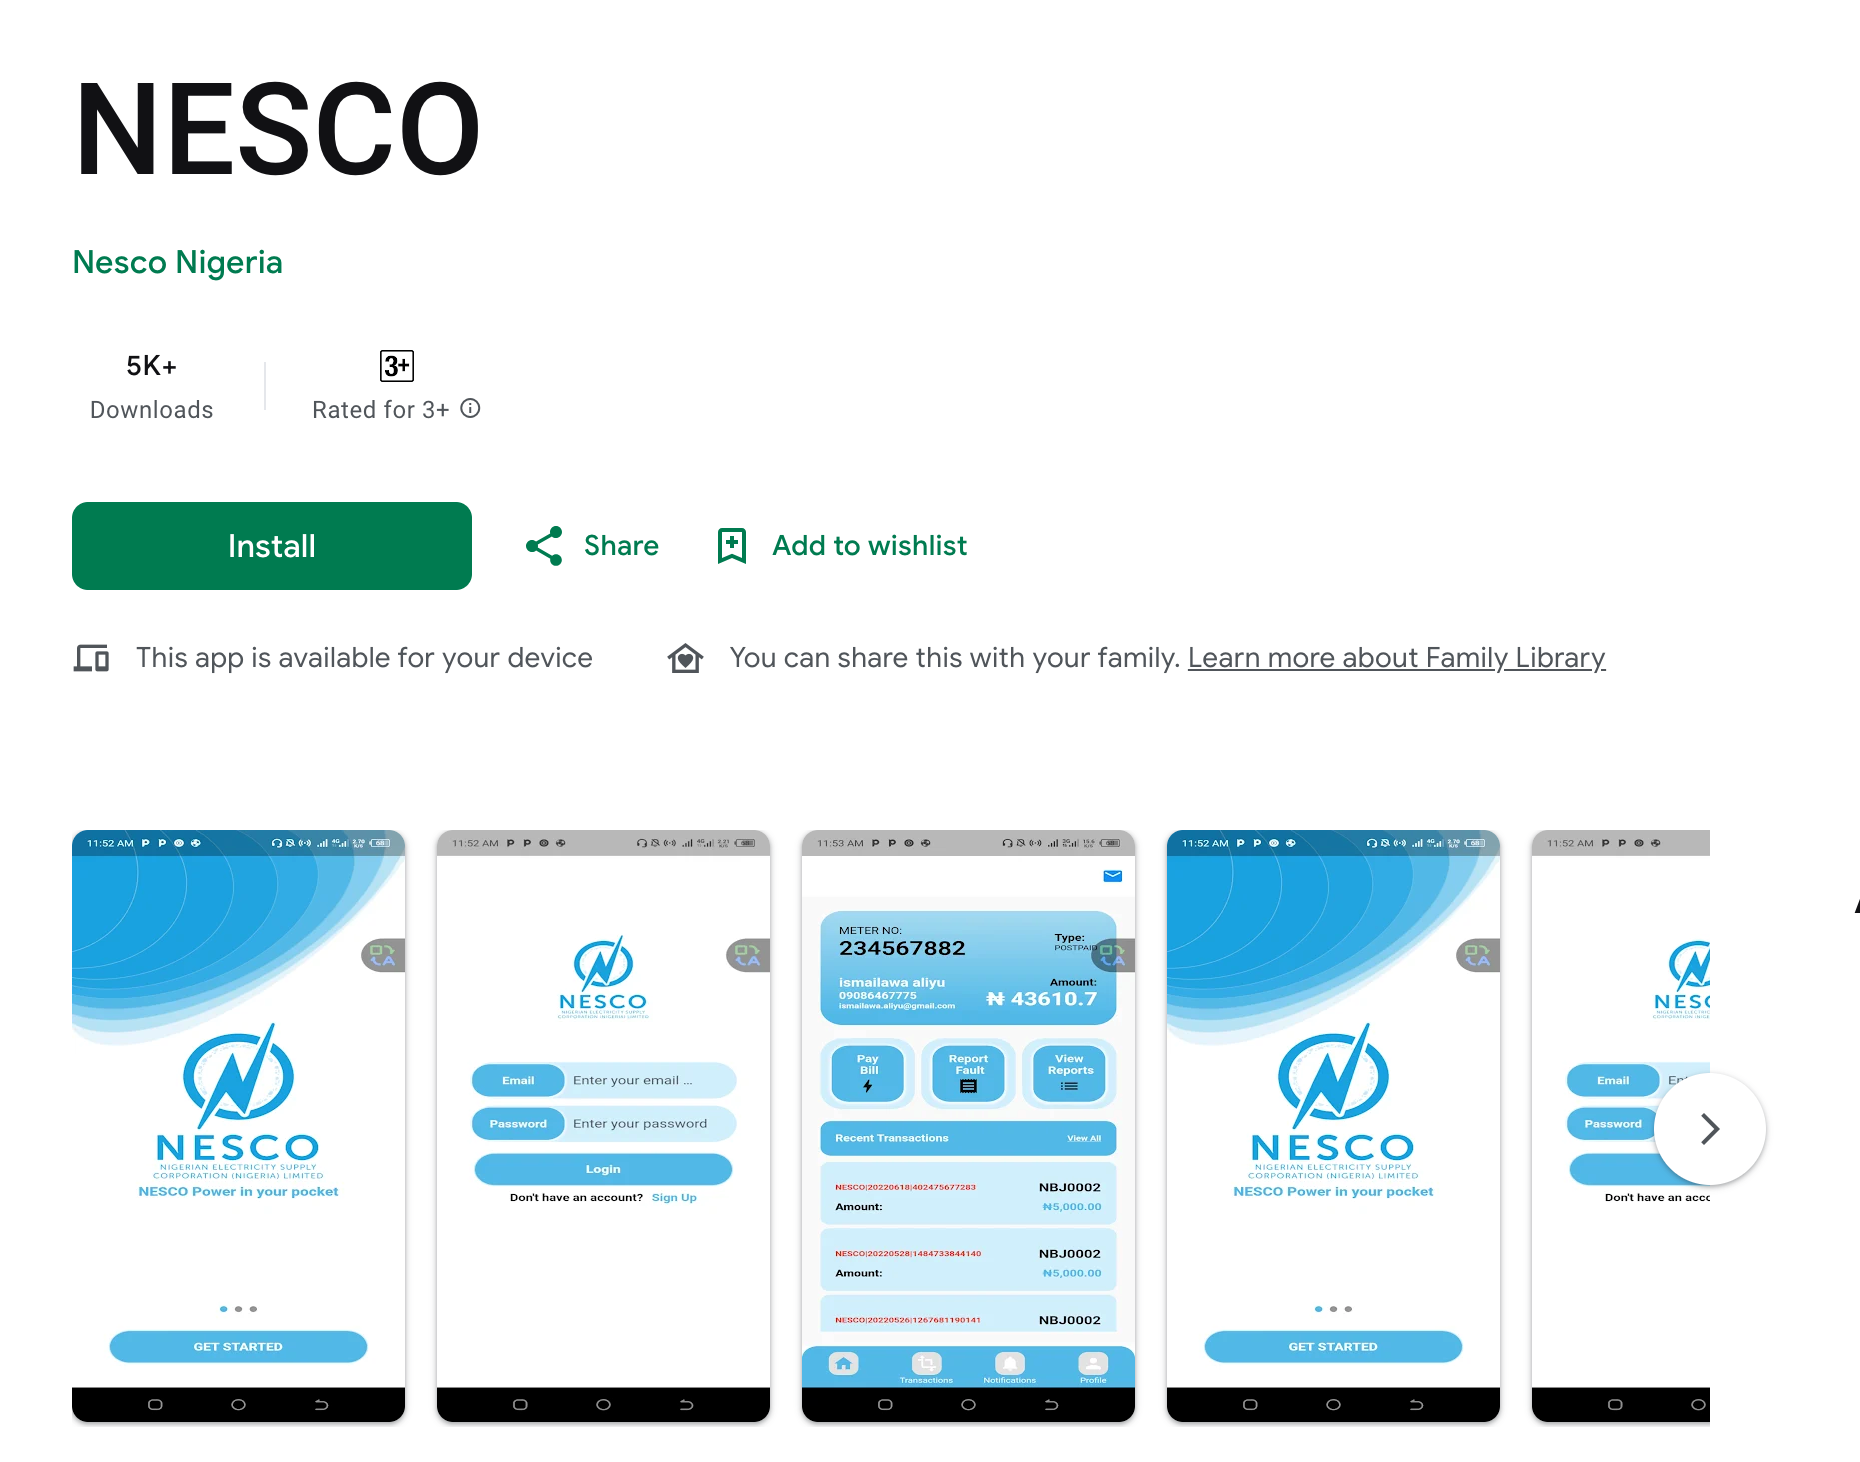 NESCO
Nesco Nigeria
5K+
Downloads
3+
Rated for 3+
Install
Share
Add to wishlist
This app is available for your device
You can share this with your family. Learn more about Family Library
11:52 AM
NESCO
NIGERIAN ELECTRICITY SUPPLY
CORPORATION (NIGERIA) LIMITED
NESCO Power in your pocket
GET STARTED
11:52 AM
NESCO
NIGERIAN ELECTRICITY SUPPLY
CORPORATION (NIGERIA) LIMITED
Email Enter your email ...
Password Enter your password
Login
Don't have an account? Sign Up
11:53 AM
METER NO:
234567882
Type:
POSTPAID
ismailawa aliyu
09086467775
ismailawa.aliyu@gmail.com
Amount:
₦ 43610.7
Pay
Bill
Report
Fault
View
Reports
Recent Transactions View All
NESCO|20220618|402475677283 NBJ0002
Amount: ₦5,000.00
NESCO|20220528|1484733844140 NBJ0002
Amount: ₦5,000.00
NESCO|20220526|1267681190141 NBJ0002
Transactions Notifications Profile
11:52 AM
NESCO
NIGERIAN ELECTRICITY SUPPLY
CORPORATION (NIGERIA) LIMITED
NESCO Power in your pocket
GET STARTED
11:52 AM
NESC
Email
Password
Don't have an acc